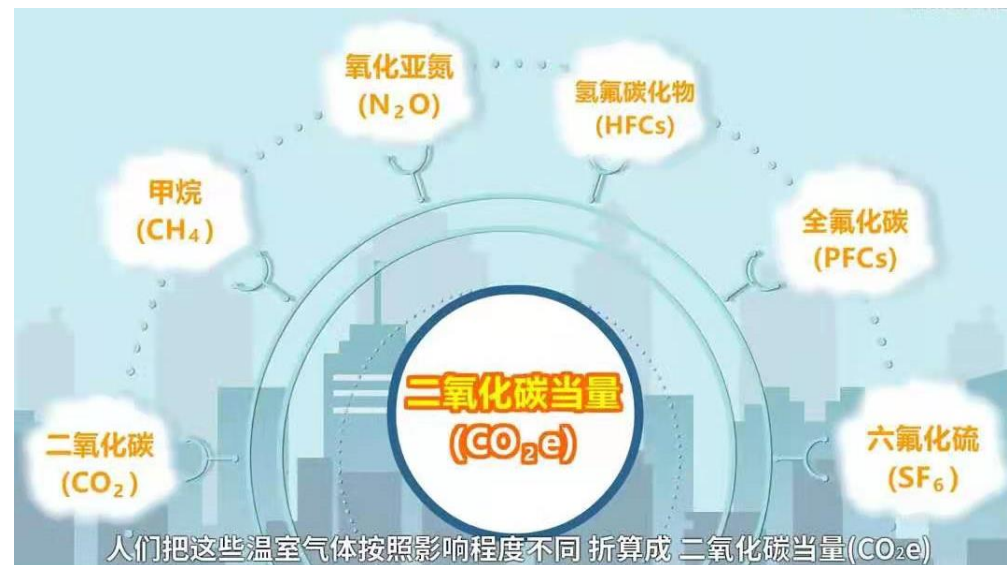 氧化亚氮
(N₂O)
氢氟碳化物
(HFCs)
甲烷
(CH₄)
全氟化碳
(PFCs)
二氧化碳当量
(CO₂e)
二氧化碳
(CO₂)
六氟化硫
(SF₆)
人们把这些温室气体按照影响程度不同 折算成 二氧化碳当量(CO₂e)